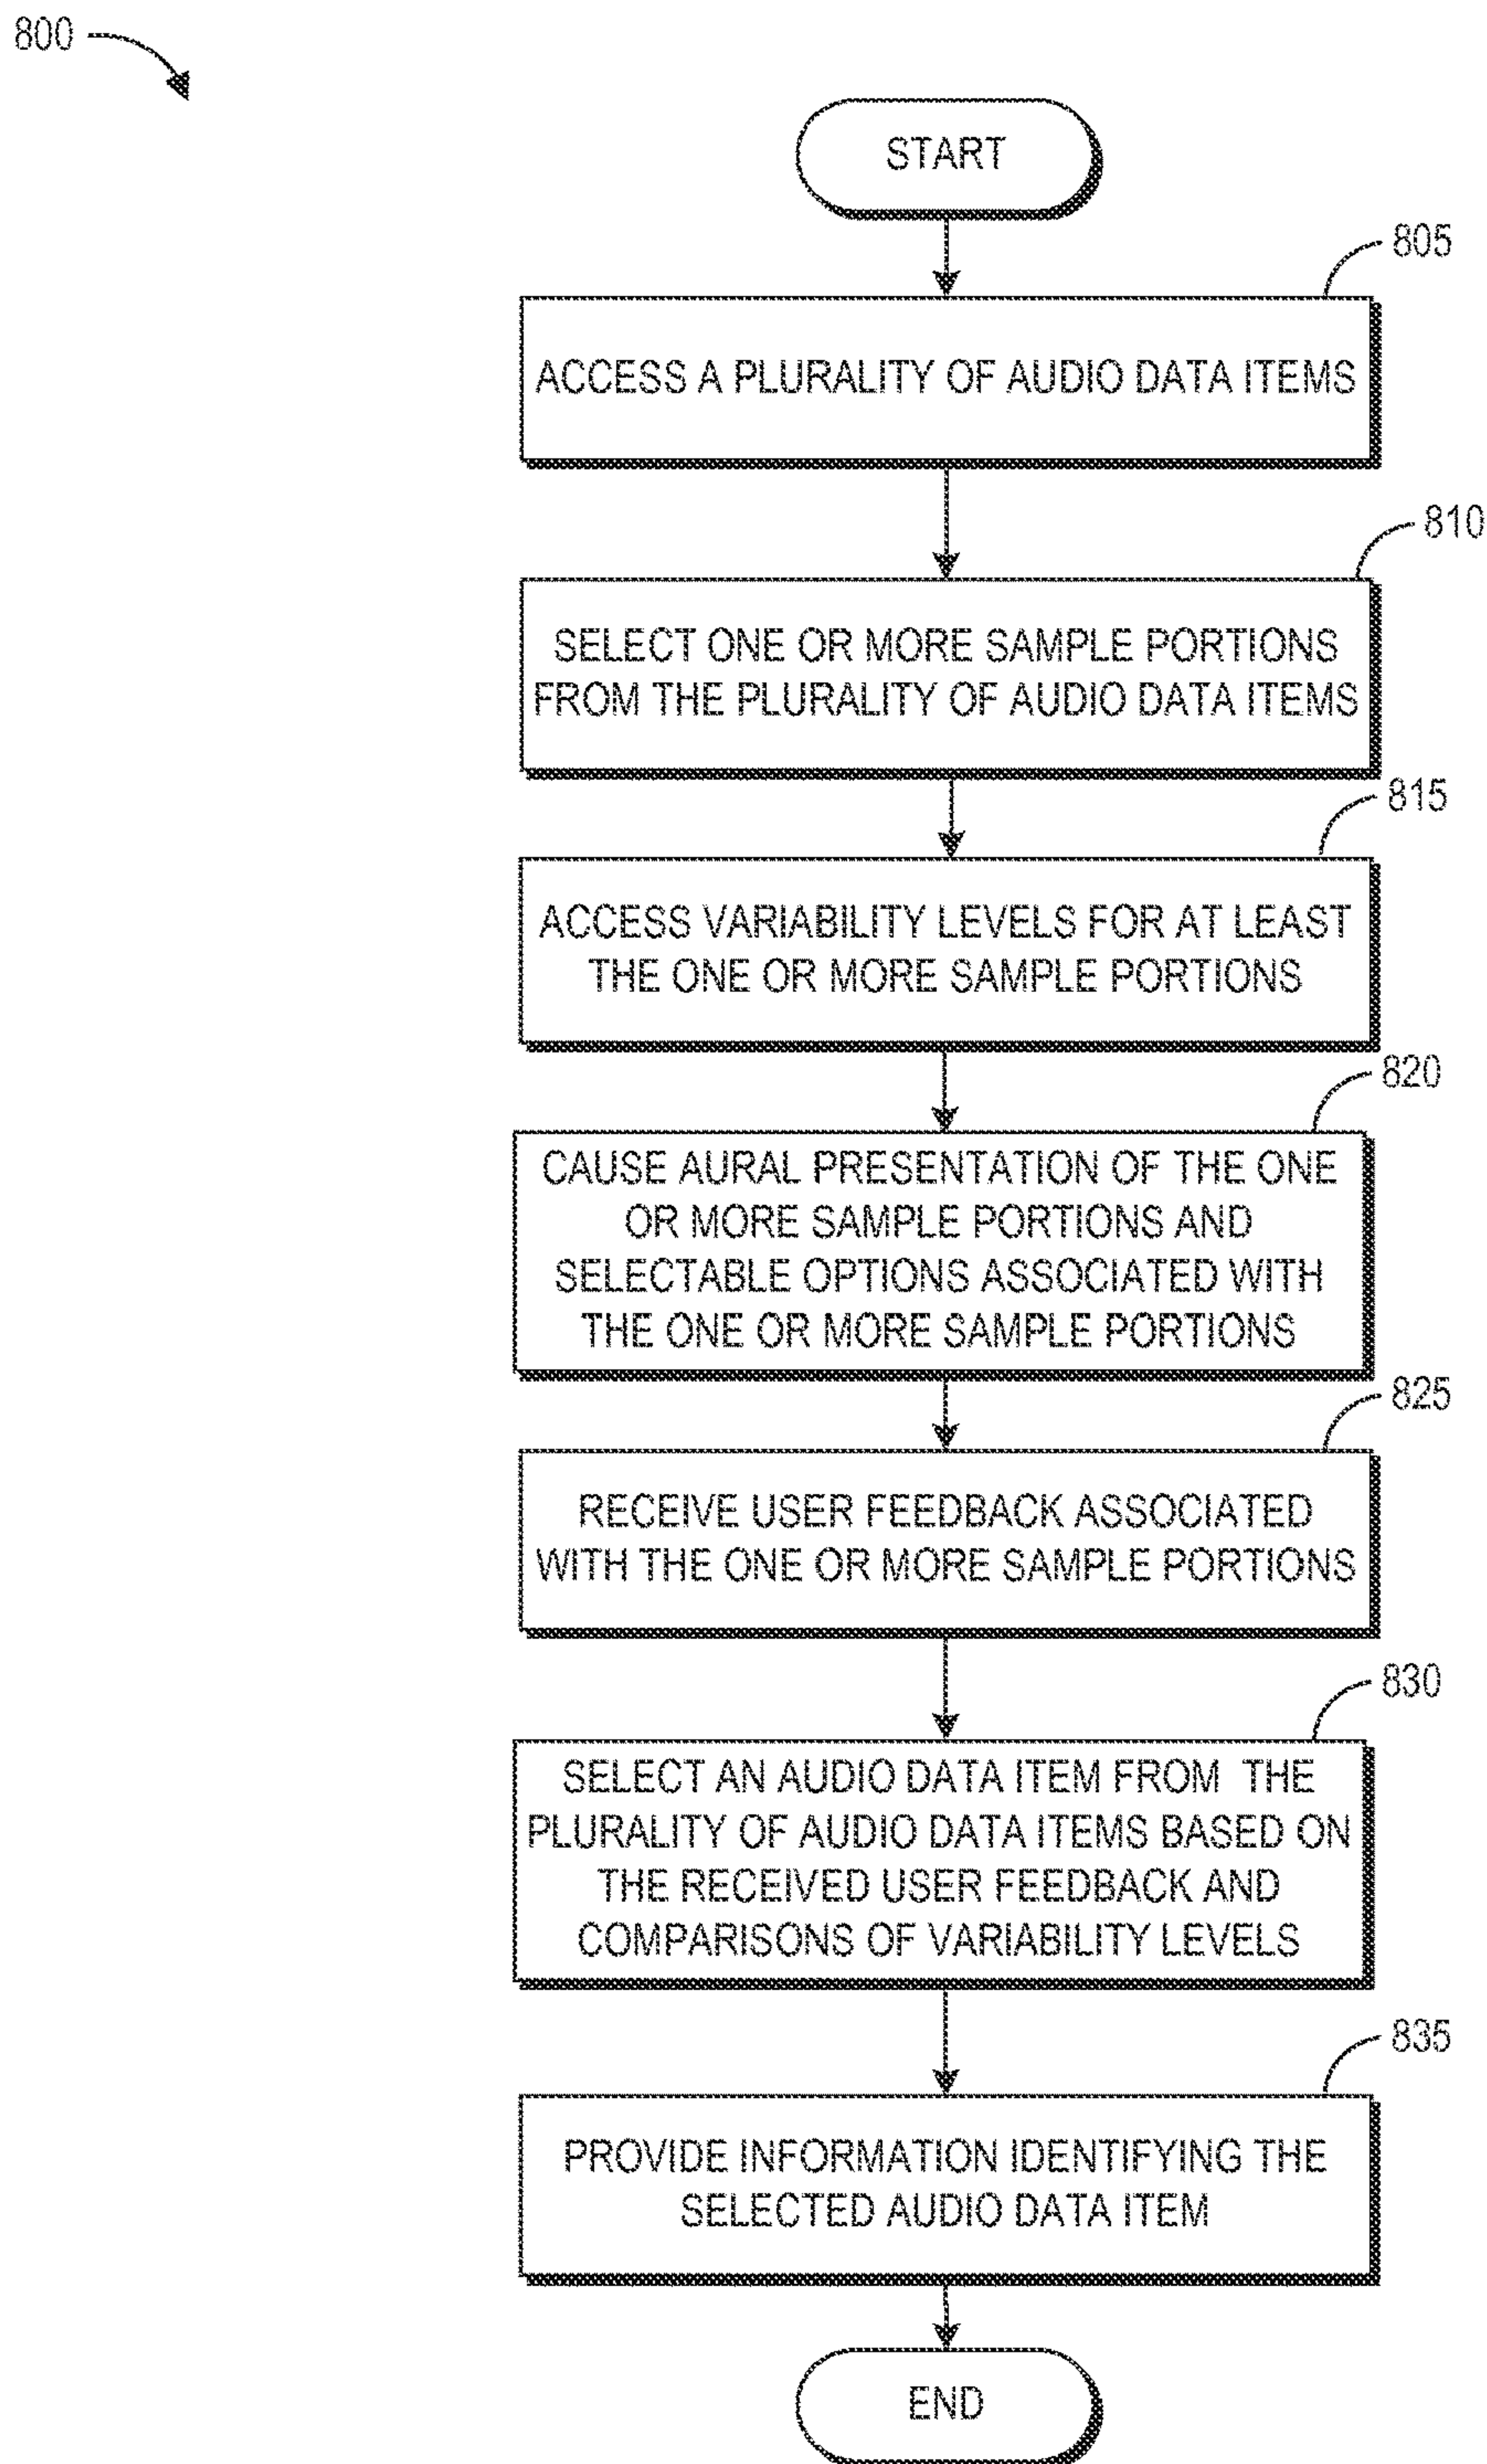 800
START
805
ACCESS A PLURALITY OF AUDIO DATA ITEMS
810
SELECT ONE OR MORE SAMPLE PORTIONS
FROM THE PLURALITY OF AUDIO DATA ITEMS
815
ACCESS VARIABILITY LEVELS FOR AT LEAST
THE ONE OR MORE SAMPLE PORTIONS
820
CAUSE AURAL PRESENTATION OF THE ONE
OR MORE SAMPLE PORTIONS AND
SELECTABLE OPTIONS ASSOCIATED WITH
THE ONE OR MORE SAMPLE PORTIONS
825
RECEIVE USER FEEDBACK ASSOCIATED
WITH THE ONE OR MORE SAMPLE PORTIONS
830
SELECT AN AUDIO DATA ITEM FROM THE
PLURALITY OF AUDIO DATA ITEMS BASED ON
THE RECEIVED USER FEEDBACK AND
COMPARISONS OF VARIABILITY LEVELS
835
PROVIDE INFORMATION IDENTIFYING THE
SELECTED AUDIO DATA ITEM
END